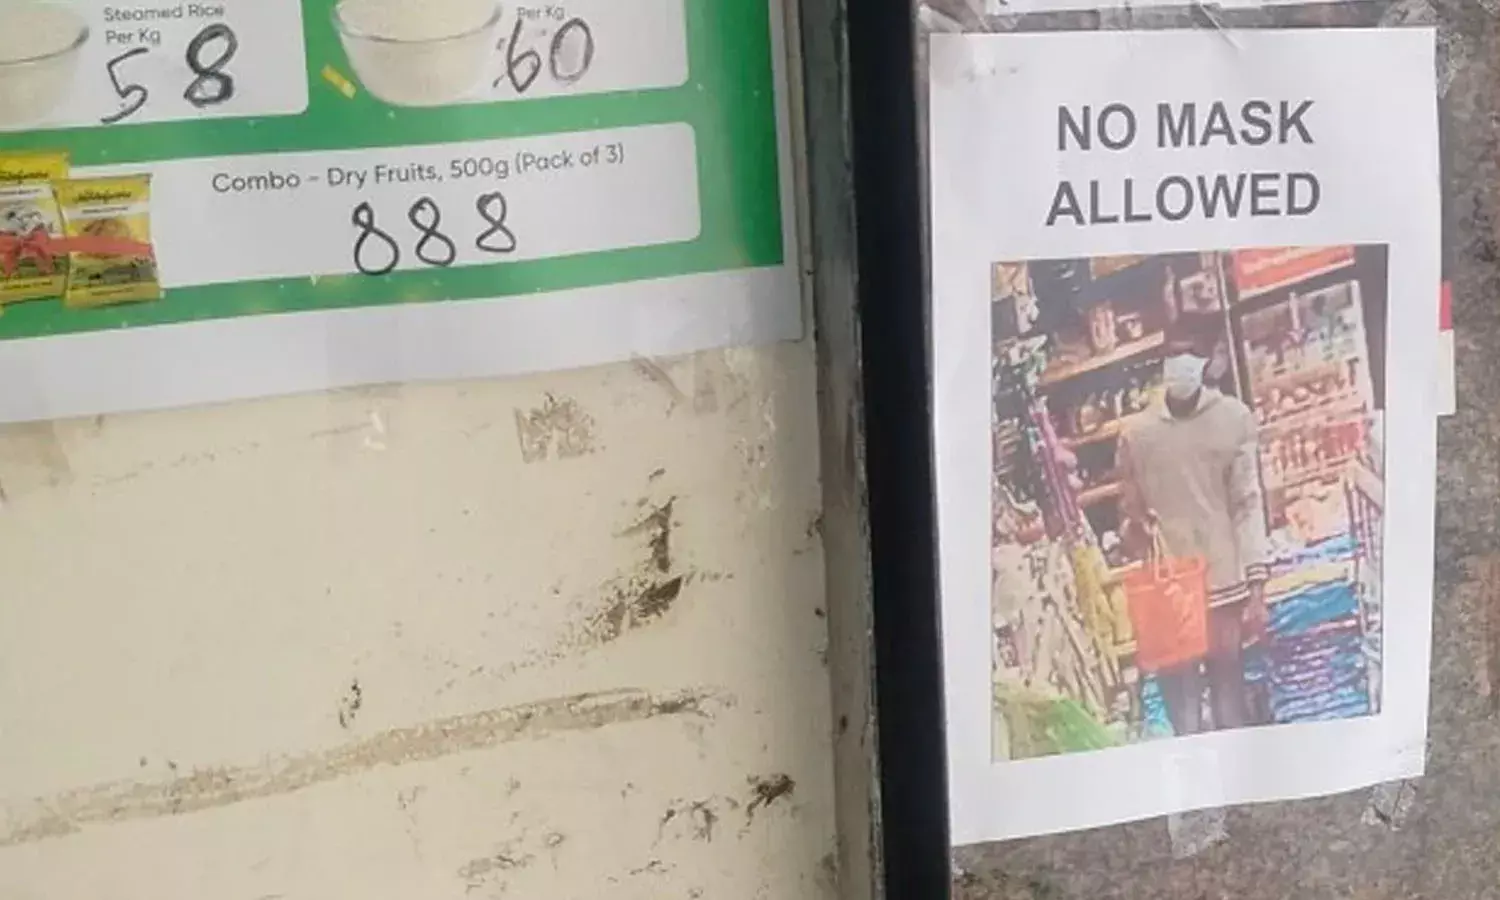 Steamed Rice
Per Kg
58
Per Kg
60
Combo - Dry Fruits, 500g (Pack of 3)
888
NO MASK
ALLOWED